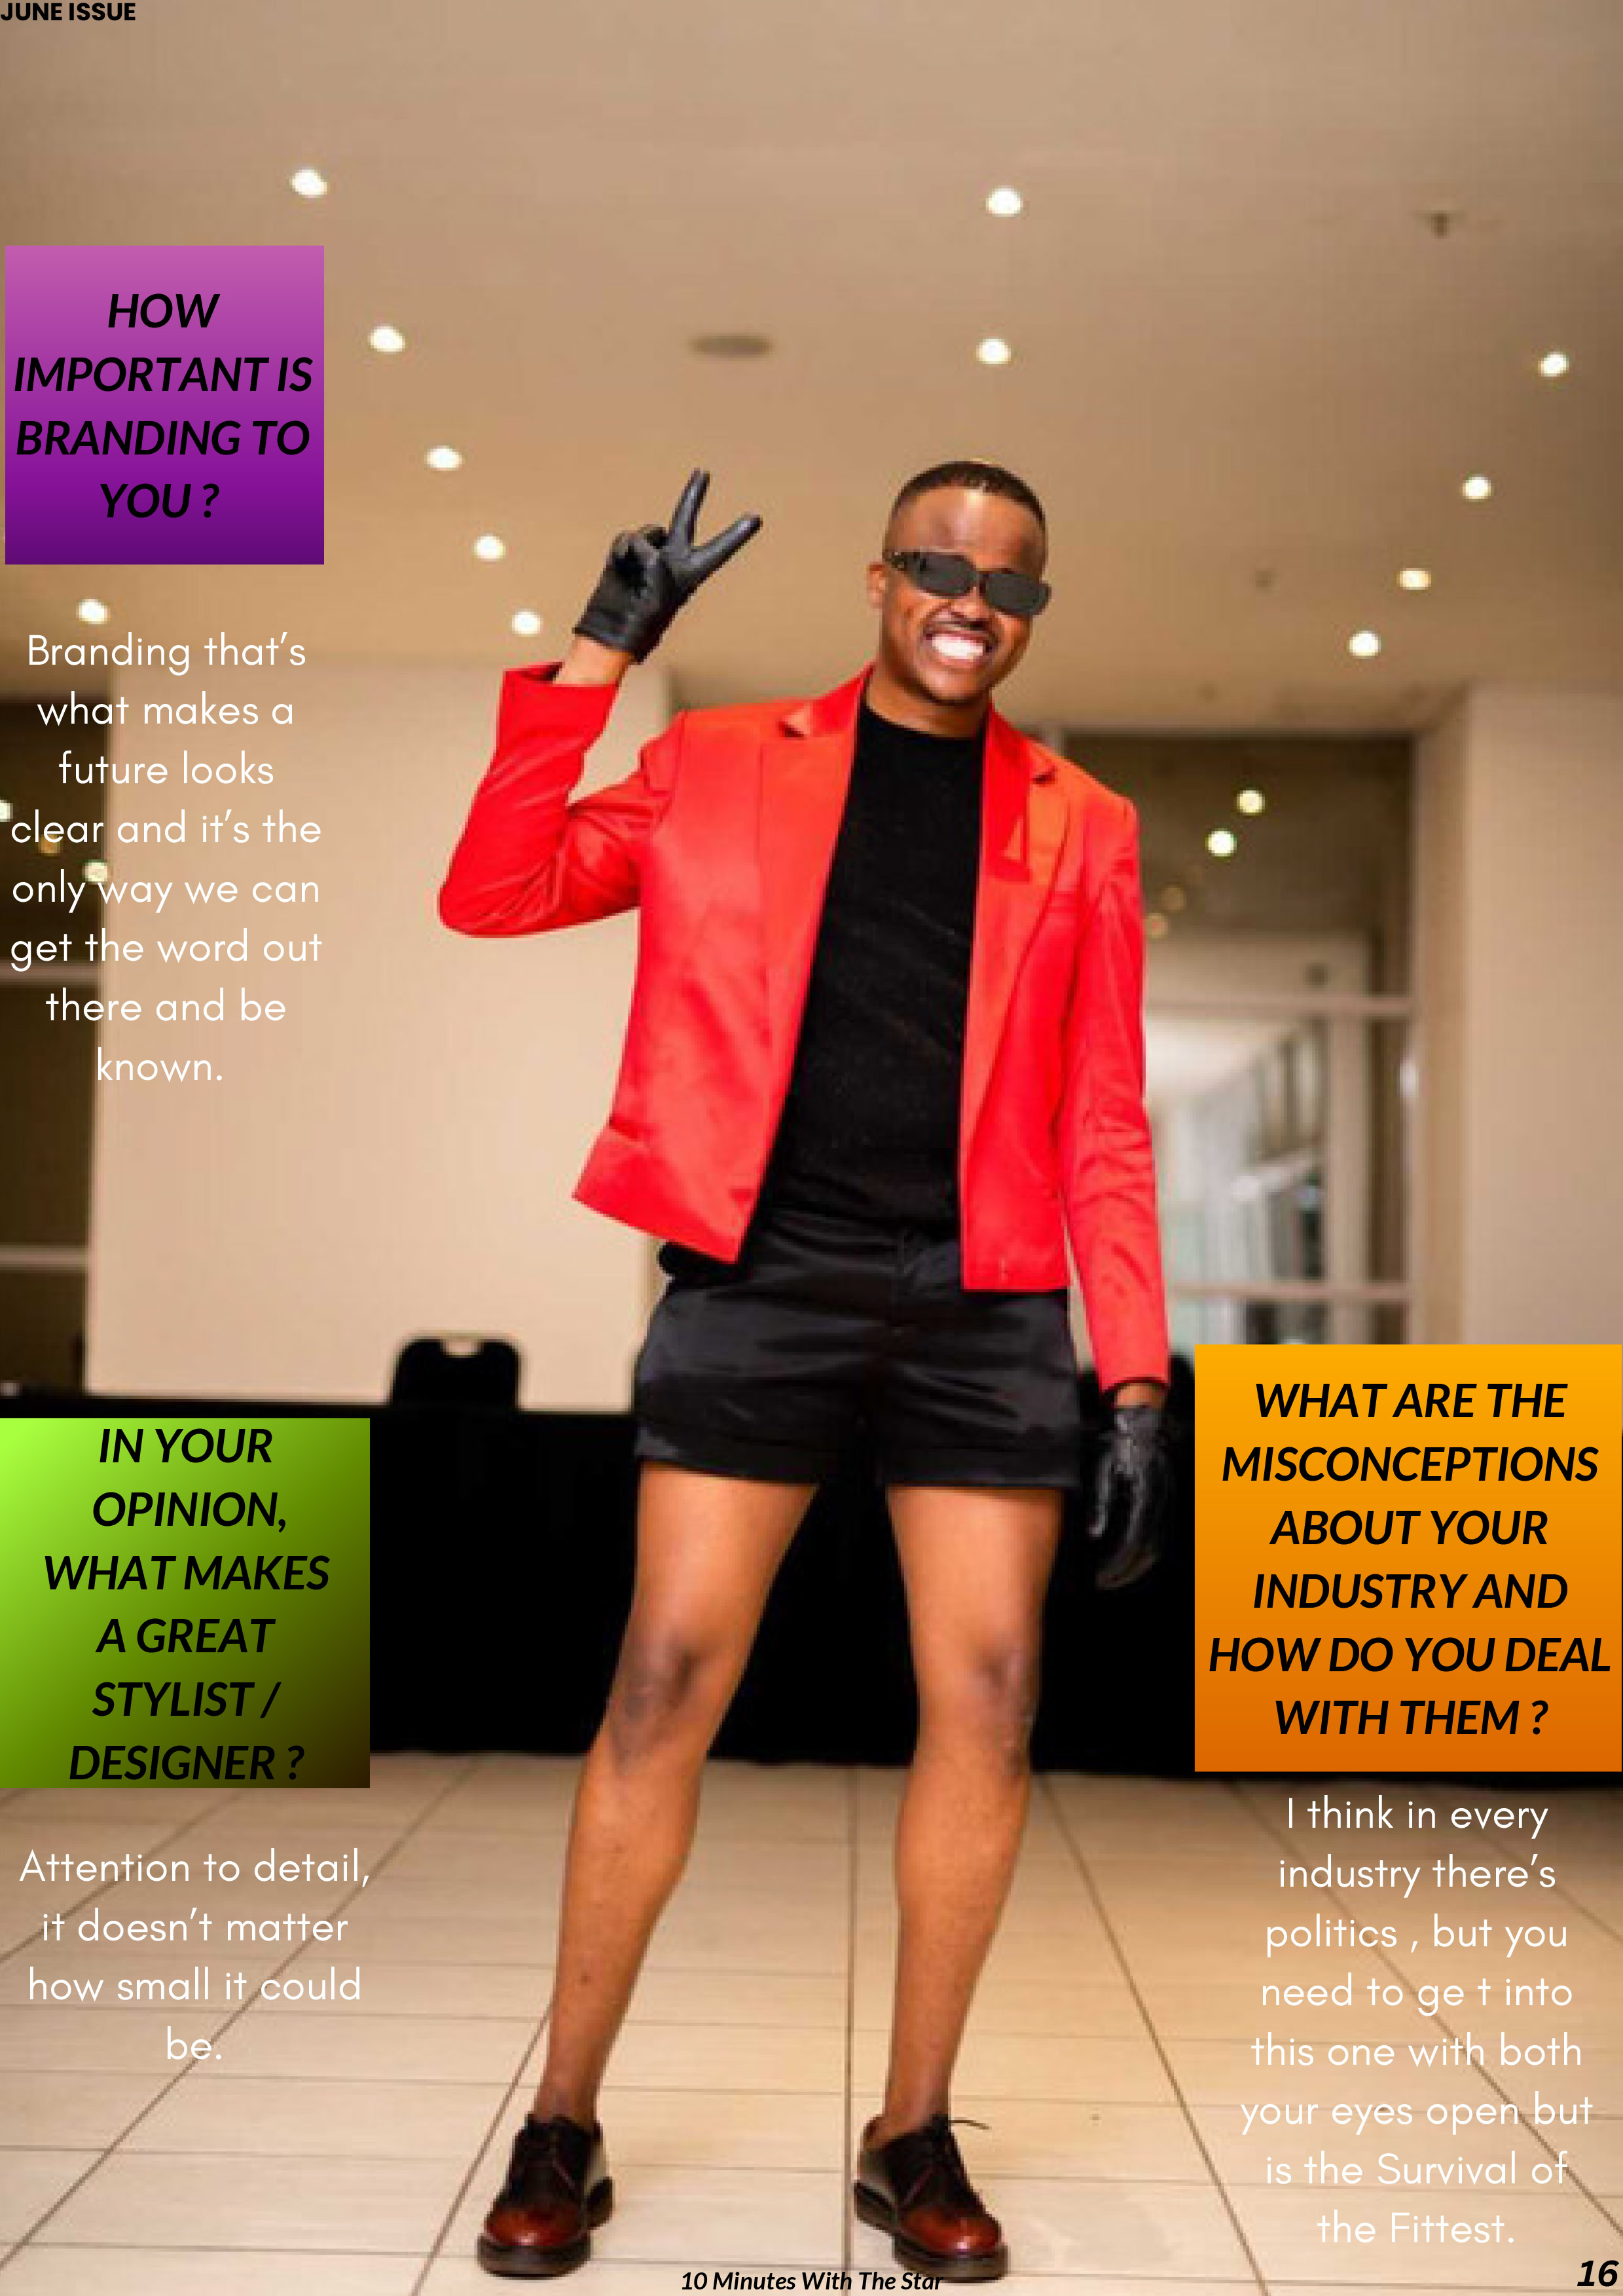 JUNE ISSUE
HOW
IMPORTANT IS
BRANDING TO
YOU ?
Branding that's
what makes a
future looks
clear and it's the
only way we can
get the word out
there and be
known.
IN YOUR
OPINION,
WHAT MAKES
A GREAT
STYLIST /
DESIGNER ?
Attention to detail,
it doesn't matter
how small it could
be.
WHAT ARE THE
MISCONCEPTIONS
ABOUT YOUR
INDUSTRY AND
HOW DO YOU DEAL
WITH THEM ?
I think in every
industry there's
politics , but you
need to ge t into
this one with both
your eyes open but
is the Survival of
the Fittest.
10 Minutes With The Star
16